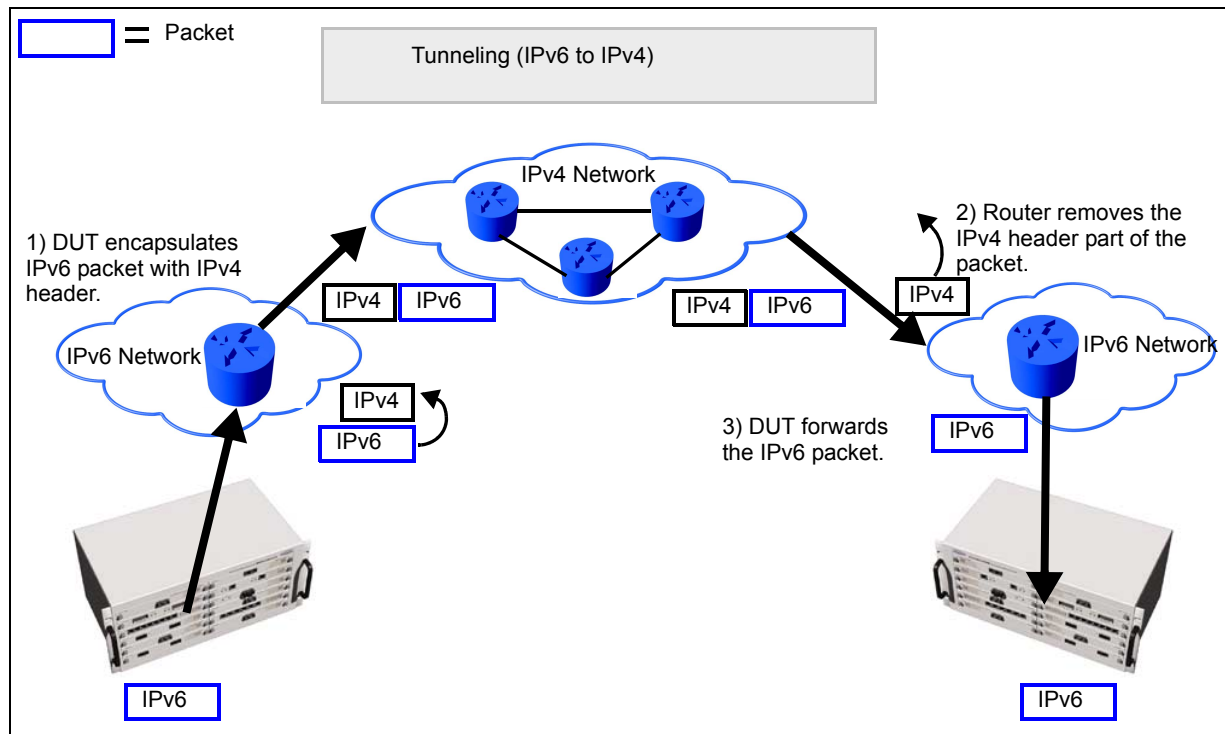 Packet
Tunneling (IPv6 to IPv4)
IPv4 Network
1) DUT encapsulates
IPv6 packet with IPv4
header.
2) Router removes the
IPv4 header part of the
packet.
IPv4 IPv6
IPv4 IPv6
IPv4
IPv6 Network
IPv6 Network
IPv4
IPv6
3) DUT forwards
the IPv6 packet.
IPv6
IPv6
IPv6